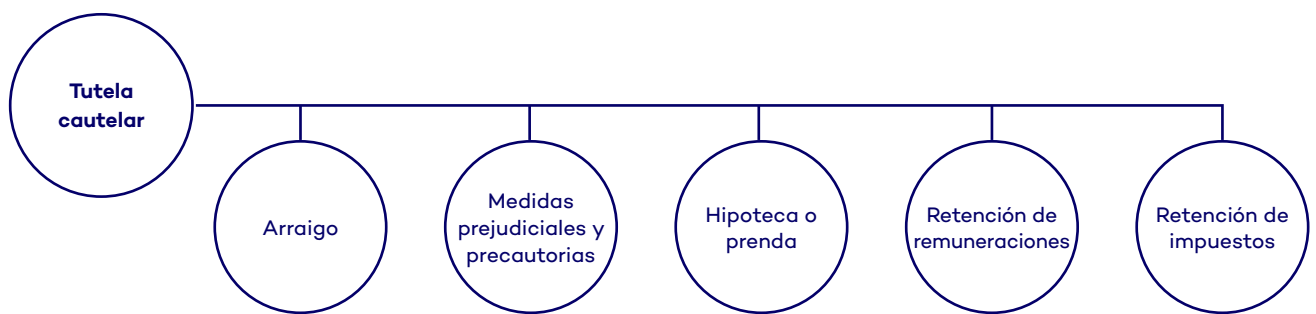 Tutela
cautelar
Arraigo
Medidas
prejudiciales y
precautorias
Hipoteca o
prenda
Retención de
remuneraciones
Retención de
impuestos